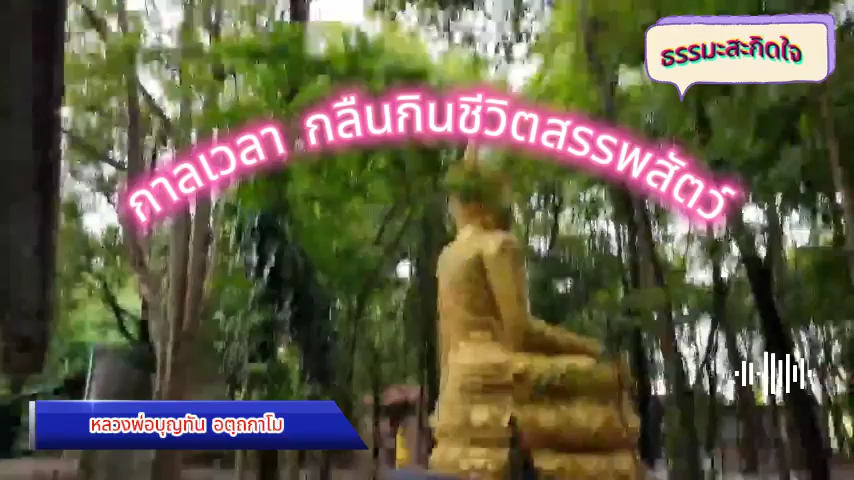 ธรรมะสะกิดใจ
กาลเวลา กลืนกินชีวิตสรรพสัตว์
หลวงพ่อบุญทัน อตฺถกาโม